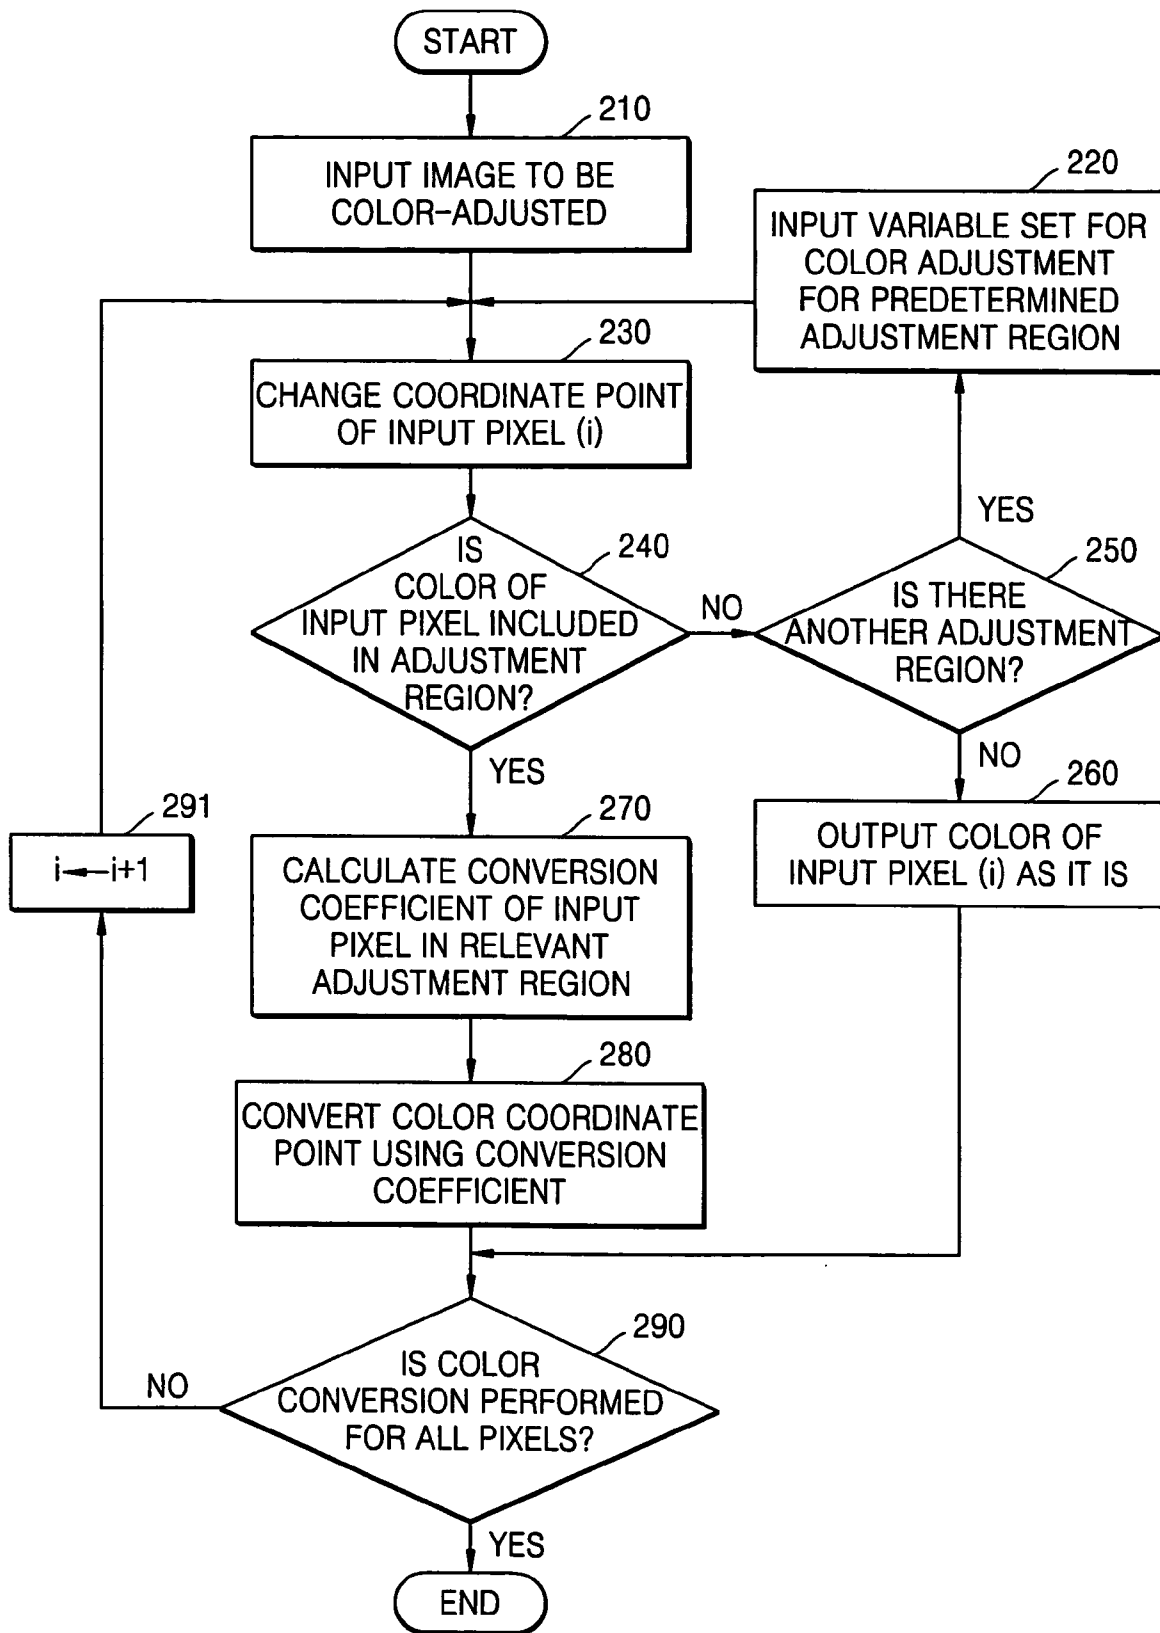 START
210
INPUT IMAGE TO BE
COLOR-ADJUSTED
220
INPUT VARIABLE SET FOR
COLOR ADJUSTMENT
FOR PREDETERMINED
ADJUSTMENT REGION
230
CHANGE COORDINATE POINT
OF INPUT PIXEL (i)
240
IS
COLOR OF
INPUT PIXEL INCLUDED
IN ADJUSTMENT
REGION?
NO
YES
YES
250
IS THERE
ANOTHER ADJUSTMENT
REGION?
NO
260
OUTPUT COLOR OF
INPUT PIXEL (i) AS IT IS
291
i←i+1
270
CALCULATE CONVERSION
COEFFICIENT OF INPUT
PIXEL IN RELEVANT
ADJUSTMENT REGION
280
CONVERT COLOR COORDINATE
POINT USING CONVERSION
COEFFICIENT
290
IS COLOR
CONVERSION PERFORMED
FOR ALL PIXELS?
NO
YES
END